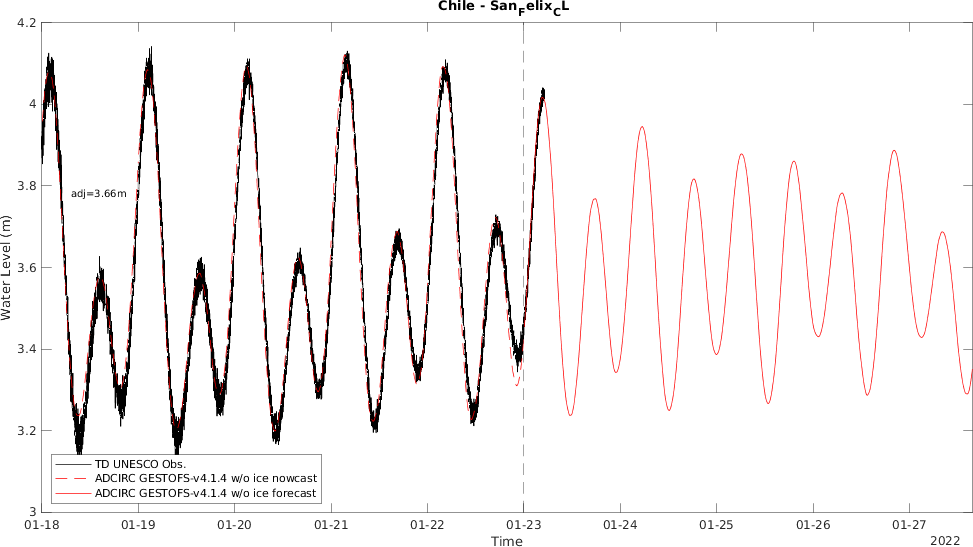 Chile - San_Felix_CL
4.2
4
3.8
3.6
3.4
3.2
3
Water Level (m)
adj=3.66m
TD UNESCO Obs.
ADCIRC GESTOFS-v4.1.4 w/o ice nowcast
ADCIRC GESTOFS-v4.1.4 w/o ice forecast
01-18 01-19 01-20 01-21 01-22 01-23 01-24 01-25 01-26 01-27
Time
2022